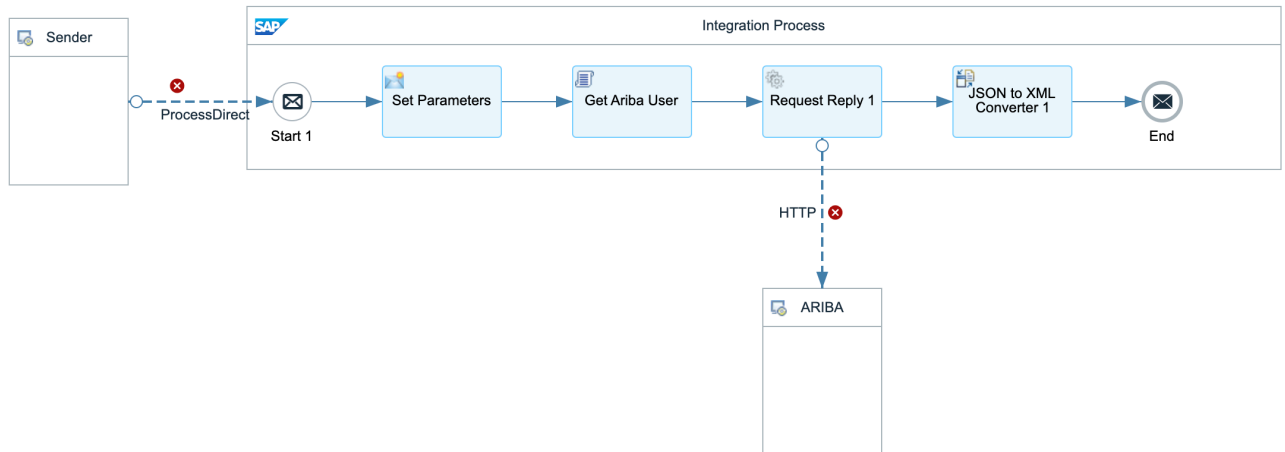 Sender
SAP
Integration Process
ProcessDirect
Start 1
Set Parameters
Get Ariba User
Request Reply 1
JSON to XML
Converter 1
End
HTTP
ARIBA